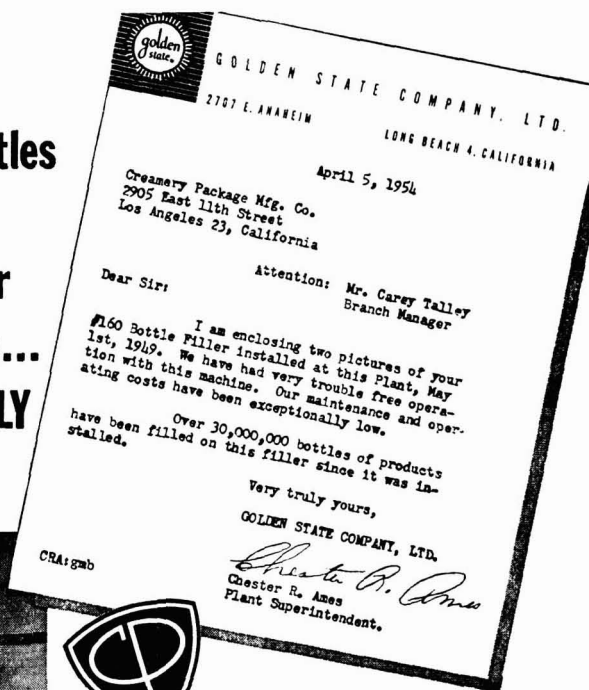 tles
r
...
LY
golden
state.
GOLDEN STATE COMPANY, LTD.
2707 E. ANAHEIM
LONG BEACH 4, CALIFORNIA
April 5, 1954
Creamery Package Mfg. Co.
2905 East 11th Street
Los Angeles 23, California
Attention: Mr. Carey Talley
Branch Manager
Dear Sir:
I am enclosing two pictures of your
#160 Bottle Filler installed at this Plant, May
1st, 1949. We have had very trouble free opera-
tion with this machine. Our maintenance and oper-
ating costs have been exceptionally low.
Over 30,000,000 bottles of products
have been filled on this filler since it was in-
stalled.
Very truly yours,
GOLDEN STATE COMPANY, LTD.
Chester R. Ames
Chester R. Ames
Plant Superintendent.
CRA:gmb
CP